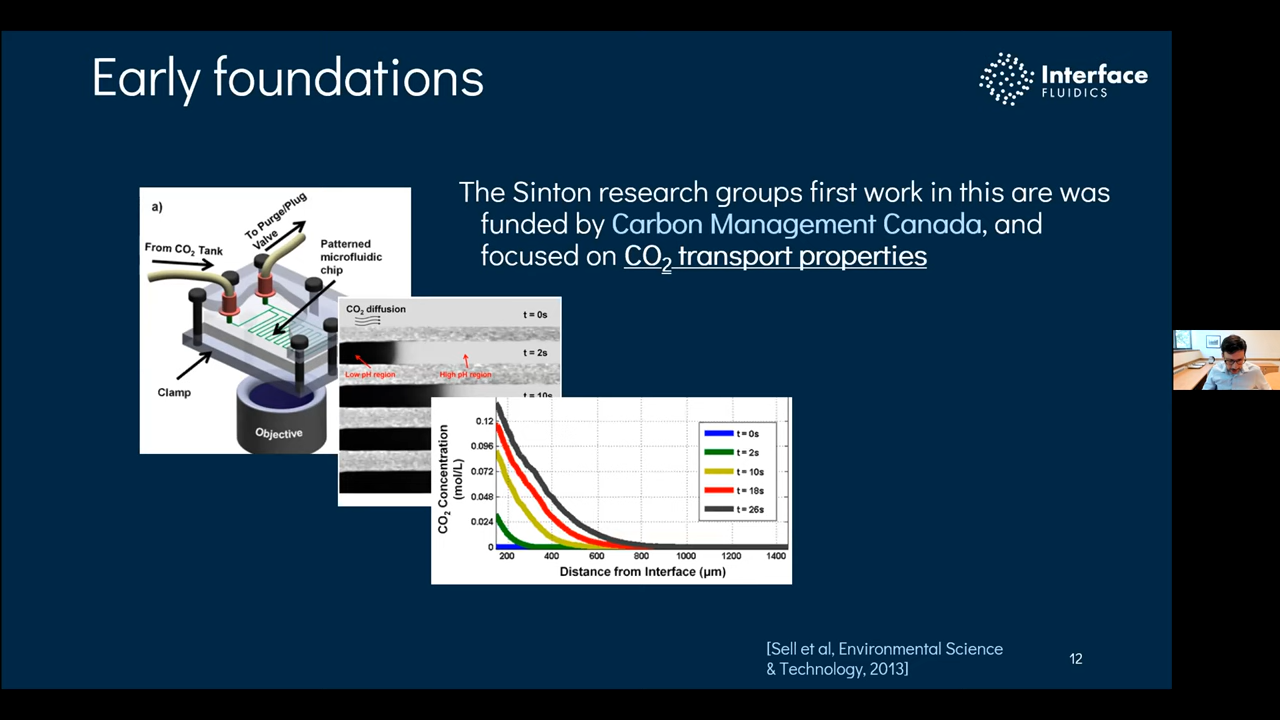 Early foundations
Interface
FLUIDICS
The Sinton research groups first work in this are was
funded by Carbon Management Canada, and
focused on CO₂ transport properties
a)
To Purge/Plug
Valve
From CO₂ Tank
Patterned
microfluidic
chip
Clamp
Objective
CO₂ diffusion
t = 0s
t = 2s
Low pH region
High pH region
t = 10s
CO₂ Concentration
(mol/L)
0.12
0.096
0.072
0.048
0.024
0
200 400 600 800 1000 1200 1400
Distance from Interface (µm)
t = 0s
t = 2s
t = 10s
t = 18s
t = 26s
[Sell et al, Environmental Science
& Technology, 2013]
12